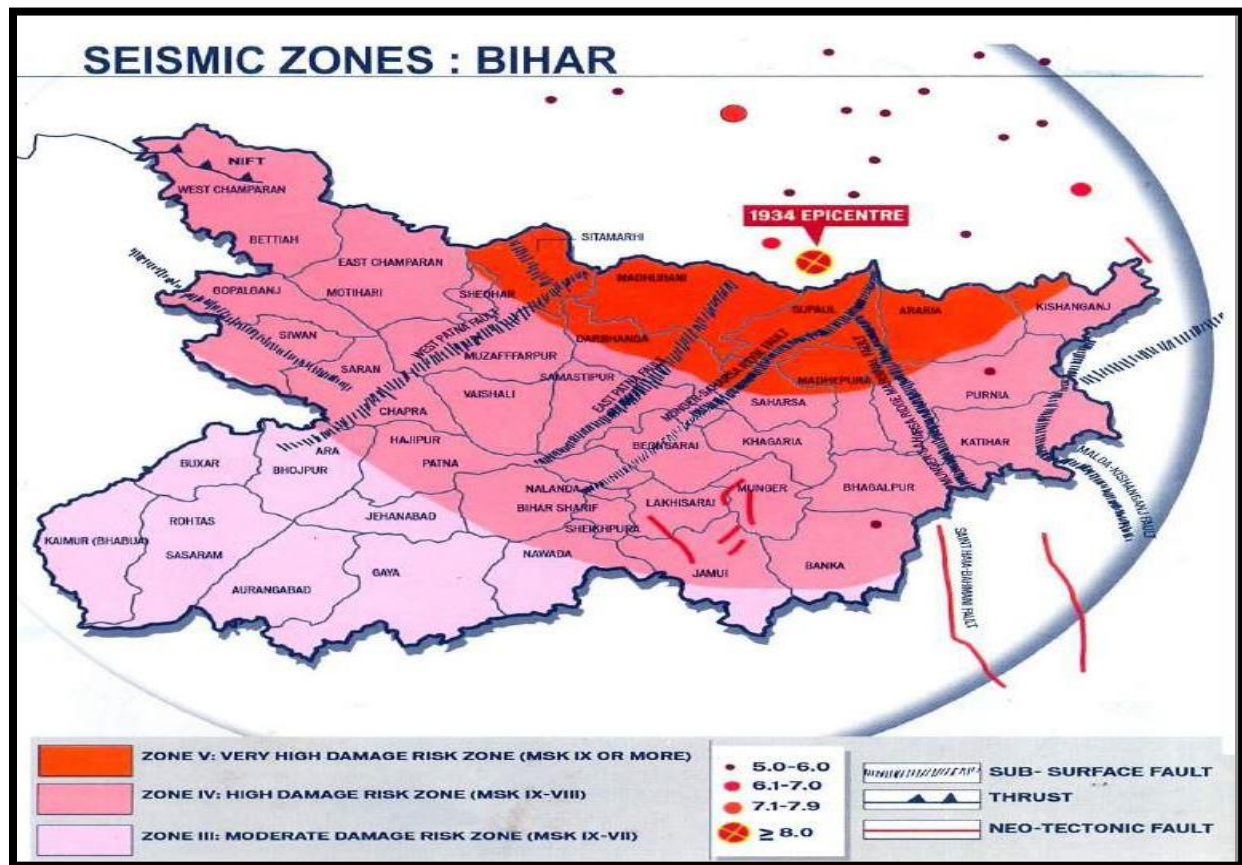 SEISMIC ZONES : BIHAR
NIFT
WEST CHAMPARAN
1934 EPICENTRE
BETTIAH
SITAMARHI
EAST CHAMPARAN
MADHUBANI
GOPALGANJ
MOTIHARI
SHEOHAR
SUPAUL
ARARIA
KISHANGANJ
SIWAN
WEST PATNA FAULT
DARBHANGA
MUZAFFFARPUR
SARAN
SAMASTIPUR
EAST PATNA FAULT
MUNGER-SAHARSA RIDGE FAULT
MADHEPURA
VAISHALI
SAHARSA
PURNIA
CHAPRA
HAJIPUR
BEGUSARAI
KHAGARIA
KATIHAR
ARA
BUXAR
BHOJPUR
PATNA
MALDA-KISHANGANJ FAULT
NALANDA
LAKHISARAI
MUNGER
BHAGALPUR
ROHTAS
JEHANABAD
BIHAR SHARIF
SHEIKHPURA
KAIMUR (BHABUA)
SASARAM
NAWADA
GAYA
JAMUI
BANKA
AURANGABAD
ZONE V: VERY HIGH DAMAGE RISK ZONE (MSK IX OR MORE)
ZONE IV: HIGH DAMAGE RISK ZONE (MSK IX-VIII)
ZONE III: MODERATE DAMAGE RISK ZONE (MSK IX-VII)
5.0-6.0
6.1-7.0
7.1-7.9
≥ 8.0
SUB- SURFACE FAULT
THRUST
NEO-TECTONIC FAULT